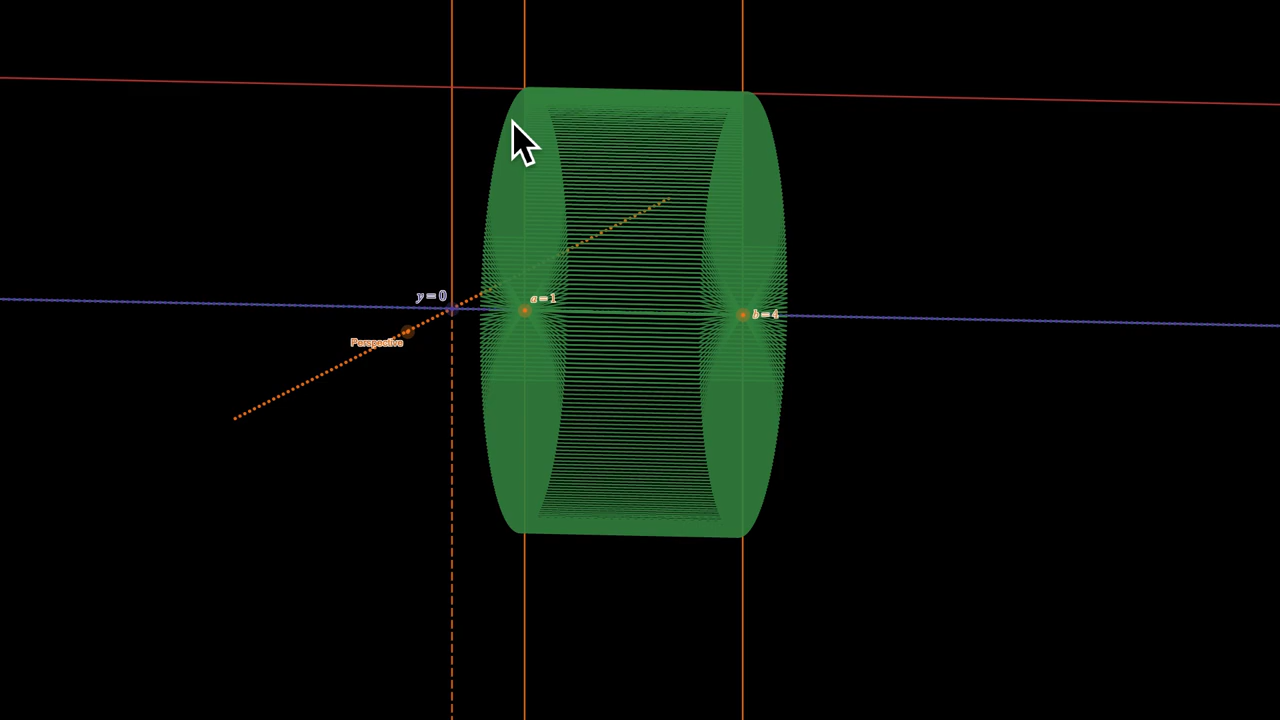 y = 0
a = 1
b = 4
Perspective